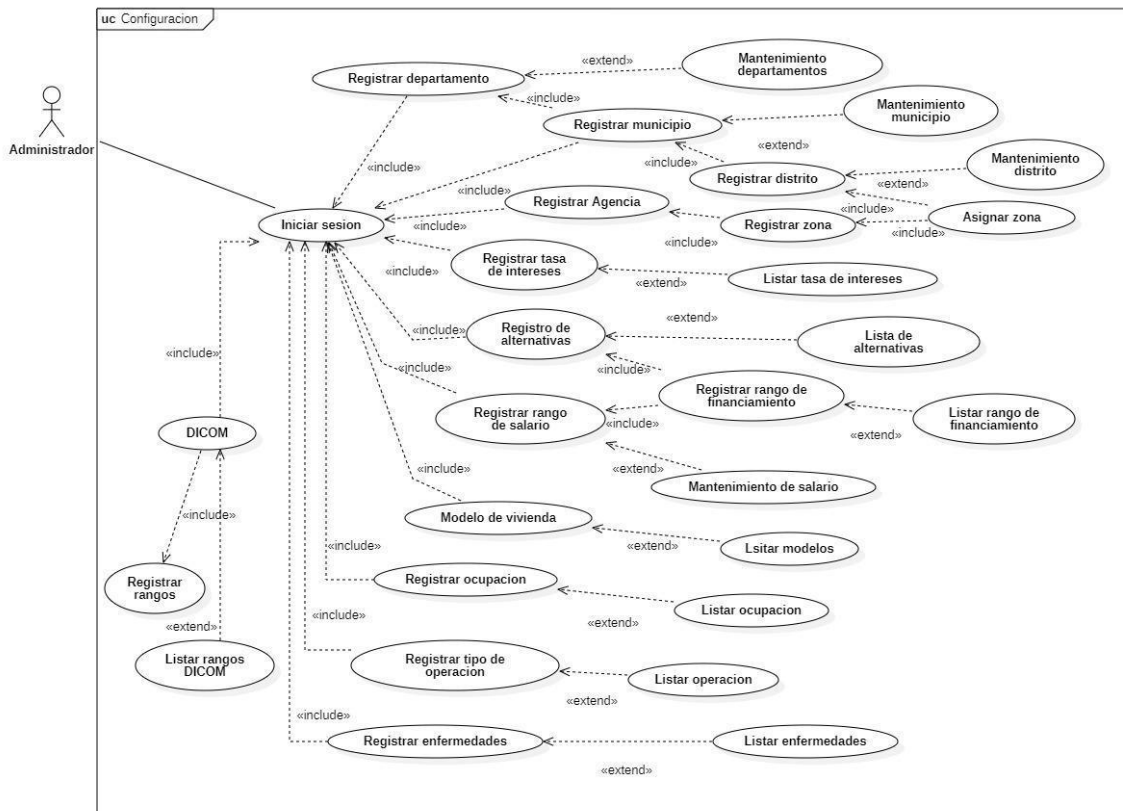 uc Configuracion
Administrador
Registrar departamento
«extend»
Mantenimiento
departamentos
«include»
Registrar municipio
Mantenimiento
municipio
«extend»
«include»
«include»
Registrar distrito
Mantenimiento
distrito
«extend»
«include»
Registrar Agencia
«include»
Iniciar sesion
«include»
Registrar zona
«include»
Asignar zona
«include»
«include»
Registrar tasa
de intereses
«include»
«extend»
Listar tasa de intereses
«include»
Registro de
alternativas
«extend»
Lista de
alternativas
«include»
«include»
«include»
Registrar rango de
financiamiento
Registrar rango
de salario
«include»
Listar rango de
financiamiento
«extend»
DICOM
«include»
«extend»
Mantenimiento de salario
Modelo de vivienda
«include»
«extend»
Lsitar modelos
«include»
Registrar ocupacion
Registrar
rangos
Listar ocupacion
«extend»
«extend»
«include»
Listar rangos
DICOM
Registrar tipo de
operacion
Listar operacion
«extend»
«include»
Registrar enfermedades
Listar enfermedades
«extend»